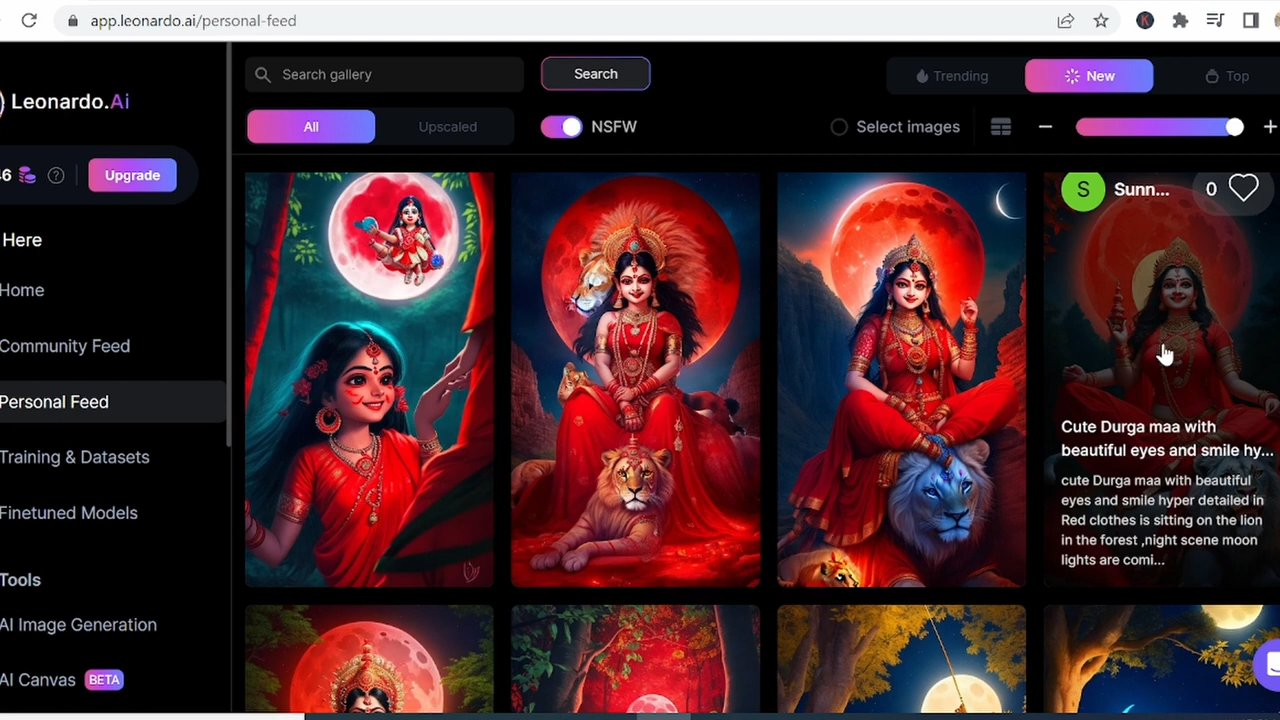 app.leonardo.ai/personal-feed
K
Leonardo.Ai
46
Upgrade
Here
Home
Community Feed
Personal Feed
Training & Datasets
Finetuned Models
Tools
AI Image Generation
AI Canvas BETA
Search gallery
Search
Trending
New
Top
All
Upscaled
NSFW
Select images
S
Sunn...
0
Cute Durga maa with
beautiful eyes and smile hy...
cute Durga maa with beautiful
eyes and smile hyper detailed in
Red clothes is sitting on the lion
in the forest ,night scene moon
lights are comi...